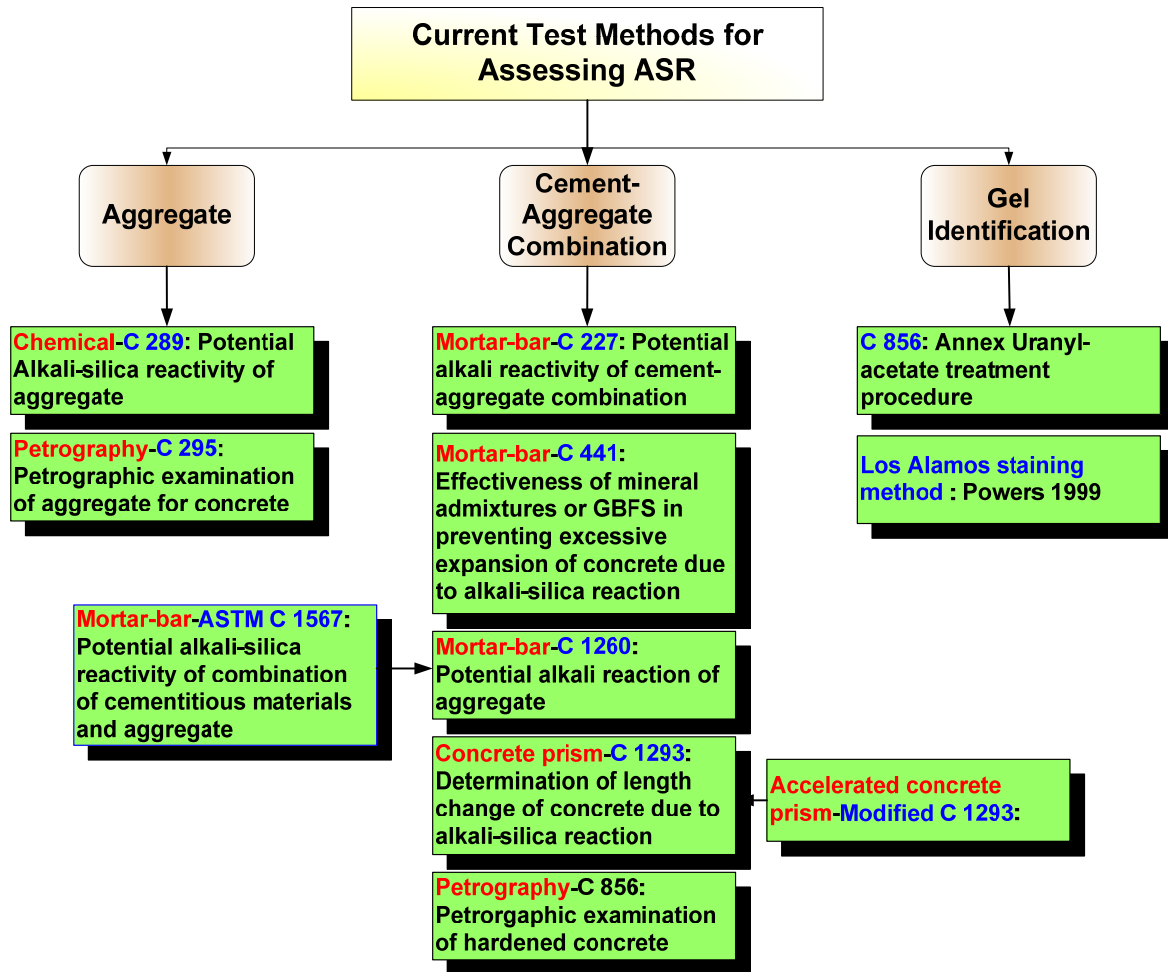 Current Test Methods for
Assessing ASR
Aggregate
Cement-
Aggregate
Combination
Gel
Identification
Chemical-C 289: Potential
Alkali-silica reactivity of
aggregate
Petrography-C 295:
Petrographic examination
of aggregate for concrete
Mortar-bar-ASTM C 1567:
Potential alkali-silica
reactivity of combination
of cementitious materials
and aggregate
Mortar-bar-C 227: Potential
alkali reactivity of cement-
aggregate combination
Mortar-bar-C 441:
Effectiveness of mineral
admixtures or GBFS in
preventing excessive
expansion of concrete due
to alkali-silica reaction
Mortar-bar-C 1260:
Potential alkali reaction of
aggregate
Concrete prism-C 1293:
Determination of length
change of concrete due to
alkali-silica reaction
Petrography-C 856:
Petrorgaphic examination
of hardened concrete
C 856: Annex Uranyl-
acetate treatment
procedure
Los Alamos staining
method : Powers 1999
Accelerated concrete
prism-Modified C 1293: